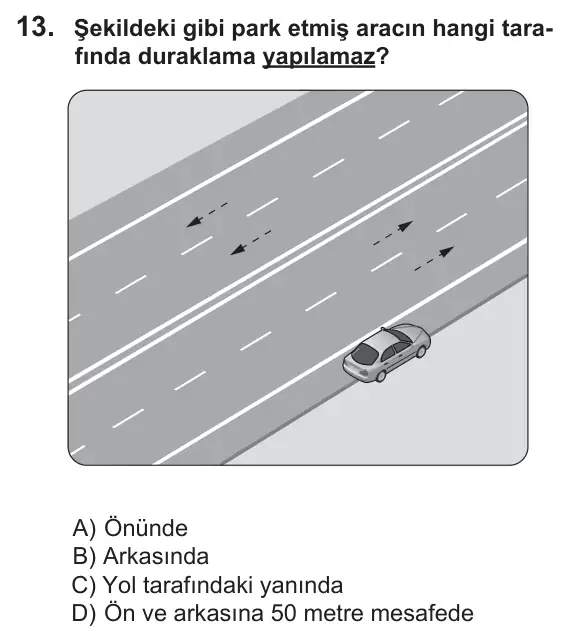 13. Şekildeki gibi park etmiş aracın hangi tara-
fında duraklama yapılamaz?
A) Önünde
B) Arkasında
C) Yol tarafındaki yanında
D) Ön ve arkasına 50 metre mesafede